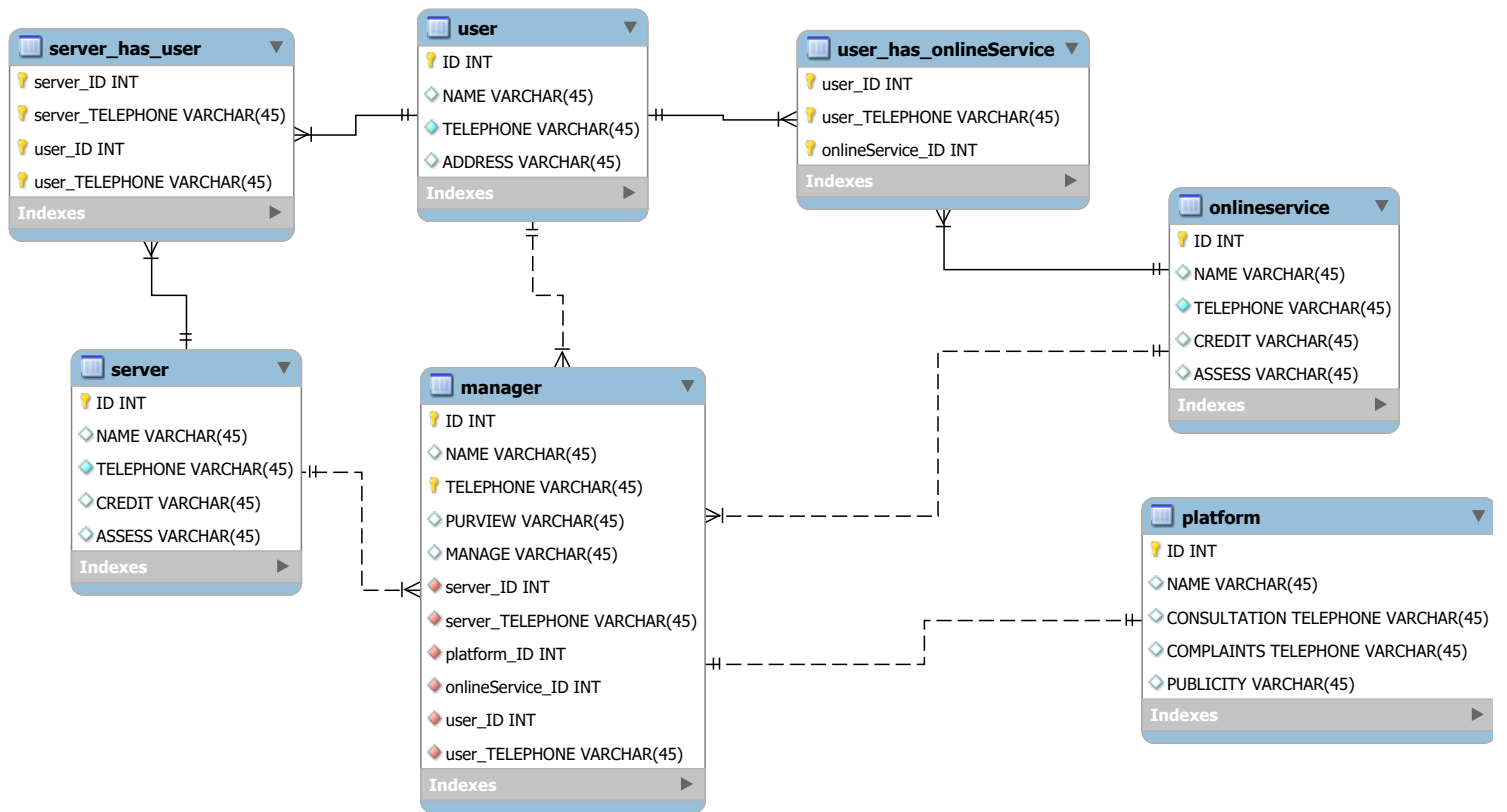 server_has_user
server_ID INT
server_TELEPHONE VARCHAR(45)
user_ID INT
user_TELEPHONE VARCHAR(45)
Indexes
user
ID INT
NAME VARCHAR(45)
TELEPHONE VARCHAR(45)
ADDRESS VARCHAR(45)
Indexes
user_has_onlineService
user_ID INT
user_TELEPHONE VARCHAR(45)
onlineService_ID INT
Indexes
onlineservice
ID INT
NAME VARCHAR(45)
TELEPHONE VARCHAR(45)
CREDIT VARCHAR(45)
ASSESS VARCHAR(45)
Indexes
server
ID INT
NAME VARCHAR(45)
TELEPHONE VARCHAR(45)
CREDIT VARCHAR(45)
ASSESS VARCHAR(45)
Indexes
manager
ID INT
NAME VARCHAR(45)
TELEPHONE VARCHAR(45)
PURVIEW VARCHAR(45)
MANAGE VARCHAR(45)
server_ID INT
server_TELEPHONE VARCHAR(45)
platform_ID INT
onlineService_ID INT
user_ID INT
user_TELEPHONE VARCHAR(45)
Indexes
platform
ID INT
NAME VARCHAR(45)
CONSULTATION TELEPHONE VARCHAR(45)
COMPLAINTS TELEPHONE VARCHAR(45)
PUBLICITY VARCHAR(45)
Indexes